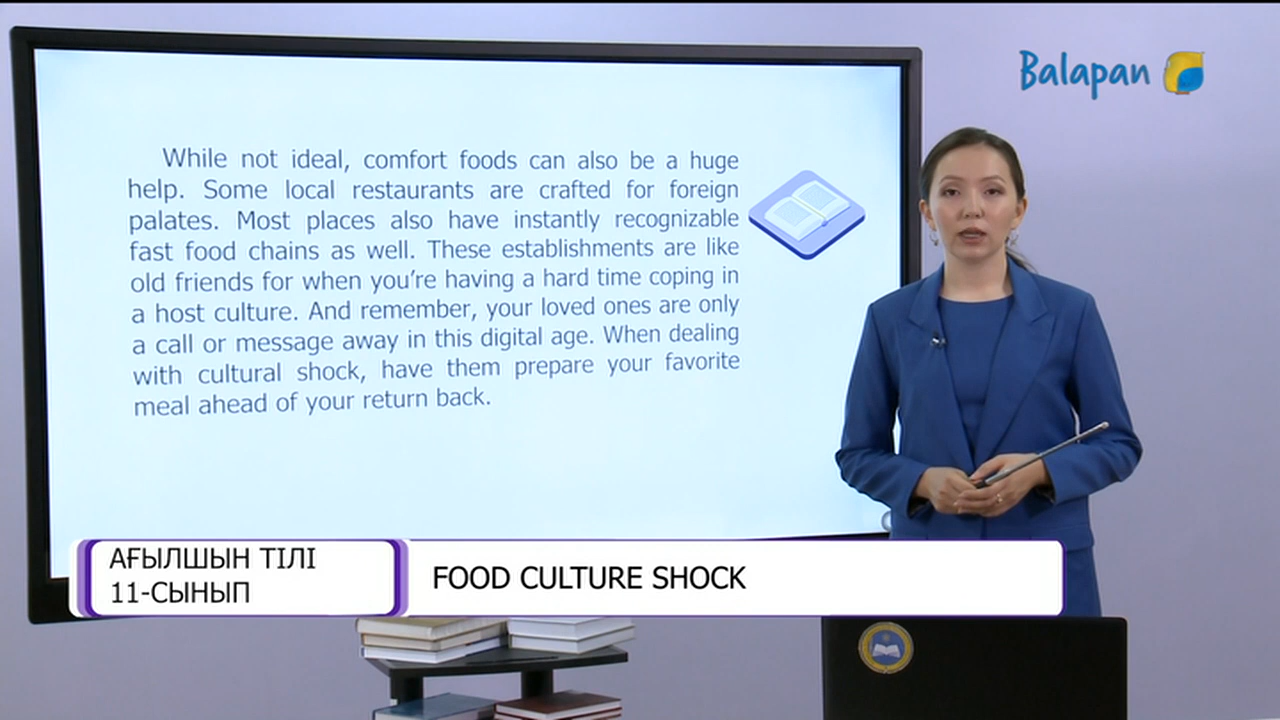 Balapan
While not ideal, comfort foods can also be a huge
help. Some local restaurants are crafted for foreign
palates. Most places also have instantly recognizable
fast food chains as well. These establishments are like
old friends for when you're having a hard time coping in
a host culture. And remember, your loved ones are only
a call or message away in this digital age. When dealing
with cultural shock, have them prepare your favorite
meal ahead of your return back.
АҒЫЛШЫН ТІЛІ
11-СЫНЫП
FOOD CULTURE SHOCK